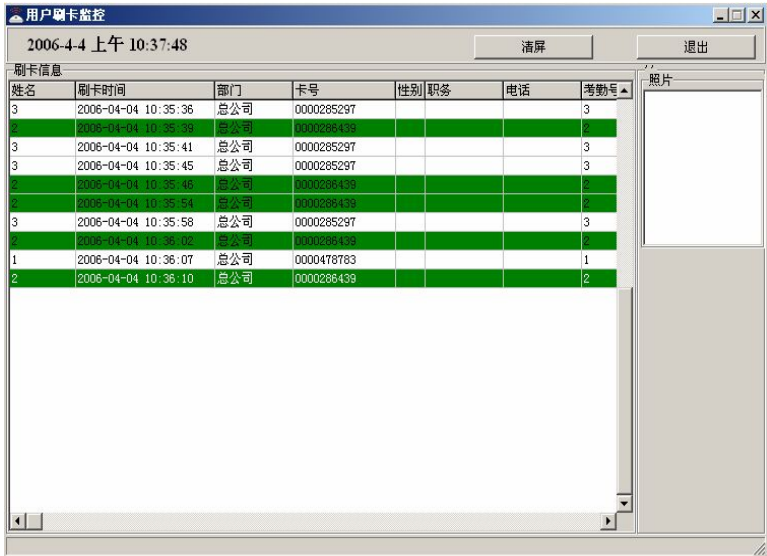 用户刷卡监控
2006-4-4 上午 10:37:48 清屏 退出
刷卡信息 照片
姓名 刷卡时间 部门 卡号 性别 职务 电话 考勤号
3 2006-04-04 10:35:36 总公司 0000285297 3
2 2006-04-04 10:35:39 总公司 0000286439 2
3 2006-04-04 10:35:41 总公司 0000285297 3
3 2006-04-04 10:35:45 总公司 0000285297 3
2 2006-04-04 10:35:46 总公司 0000286439 2
2 2006-04-04 10:35:54 总公司 0000286439 2
3 2006-04-04 10:35:58 总公司 0000285297 3
2 2006-04-04 10:36:02 总公司 0000286439 2
1 2006-04-04 10:36:07 总公司 0000478783 1
2 2006-04-04 10:36:10 总公司 0000286439 2